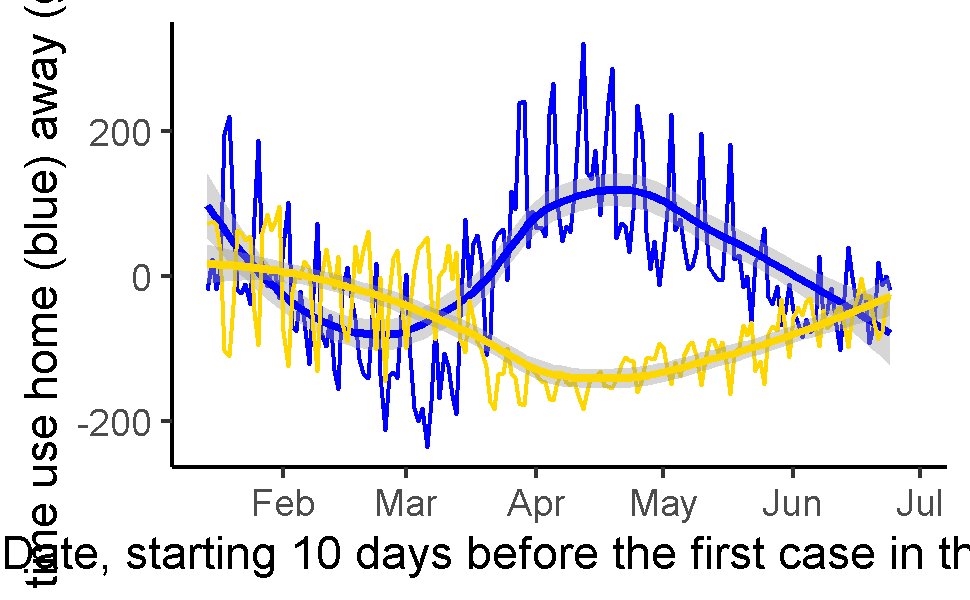 time use home (blue) away (
200
0
-200
Feb Mar Apr May Jun Jul
Date, starting 10 days before the first case in th